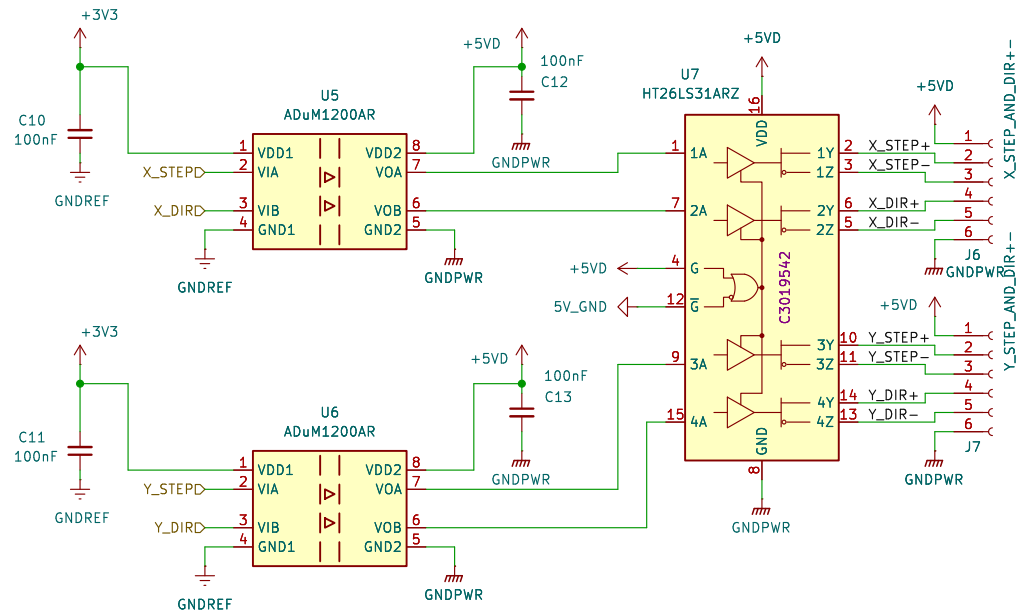 +3V3
+5VD
100nF
C12
C10
100nF
GNDREF
GNDPWR
U5
ADuM1200AR
1 VDD1 VDD2 8
2 VIA VOA 7
3 VIB VOB 6
4 GND1 GND2 5
X_STEP
X_DIR
GNDREF
GNDPWR
+3V3
+5VD
100nF
C13
C11
100nF
GNDREF
GNDPWR
U6
ADuM1200AR
1 VDD1 VDD2 8
2 VIA VOA 7
3 VIB VOB 6
4 GND1 GND2 5
Y_STEP
Y_DIR
GNDREF
GNDPWR
+5VD
U7
HT26LS31ARZ
16
VDD
1 1A 1Y 2
1Z 3
7 2A 2Y 6
2Z 5
+5VD 4 G
5V_GND 12 G
C3019542
9 3A 3Y 10
3Z 11
15 4A 4Y 14
4Z 13
GND
8
GNDPWR
X_STEP+
X_STEP-
X_DIR+
X_DIR-
+5VD
1
2
3
4
5
6
J6
GNDPWR
X_STEP_AND_DIR+-
Y_STEP+
Y_STEP-
Y_DIR+
Y_DIR-
+5VD
1
2
3
4
5
6
J7
GNDPWR
Y_STEP_AND_DIR+-